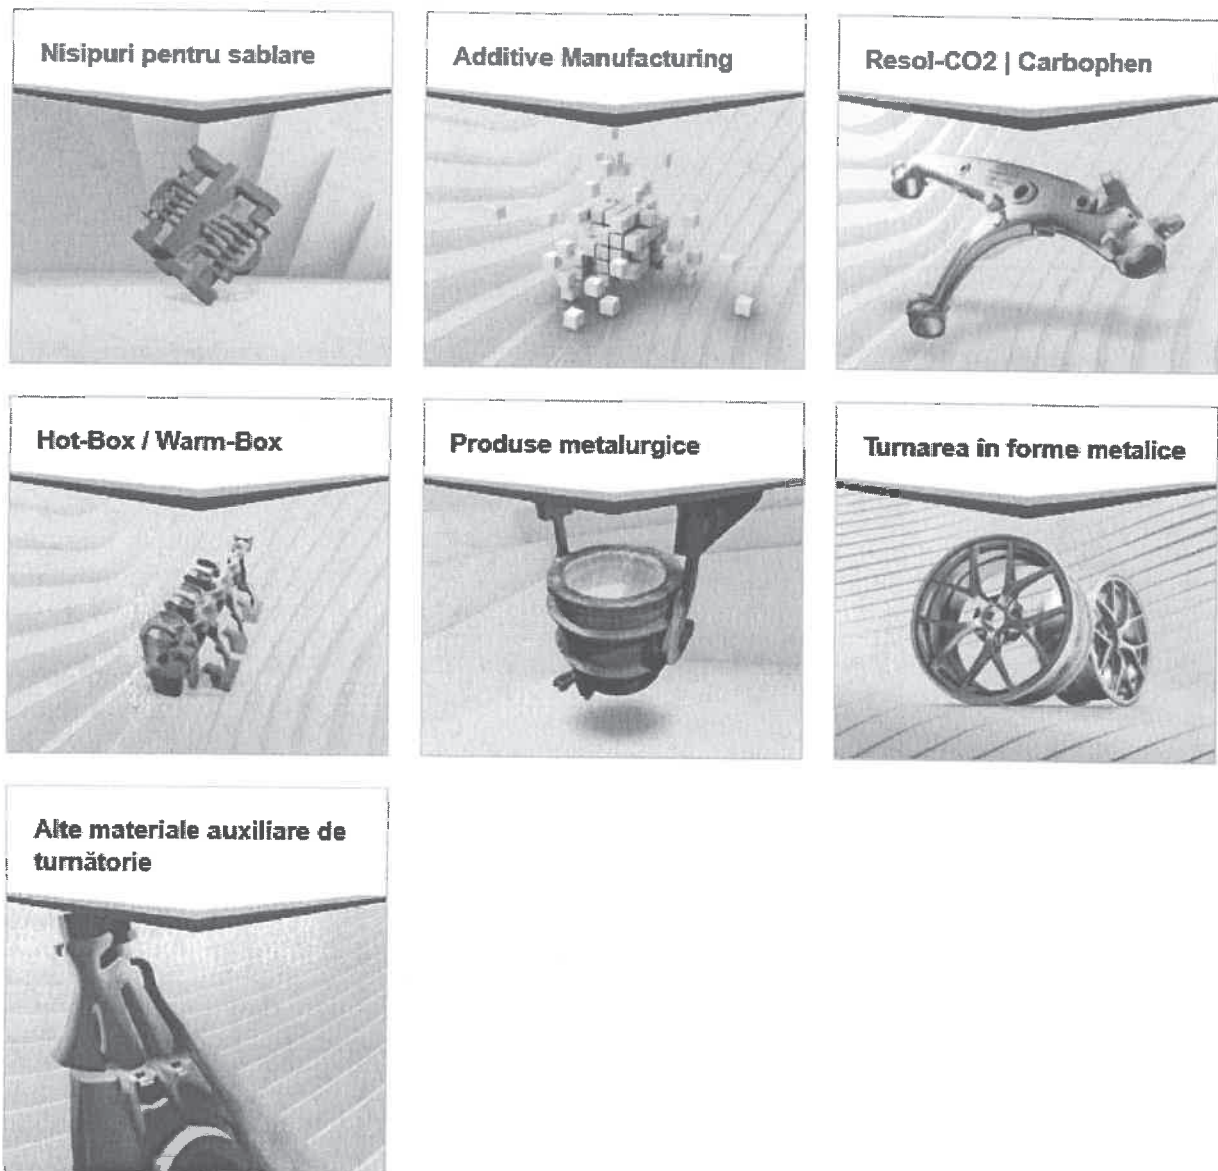 Nisipuri pentru sablare
Additive Manufacturing
Resol-CO2 | Carbophen
Hot-Box / Warm-Box
Produse metalurgice
Turnarea în forme metalice
Alte materiale auxiliare de
turnătorie